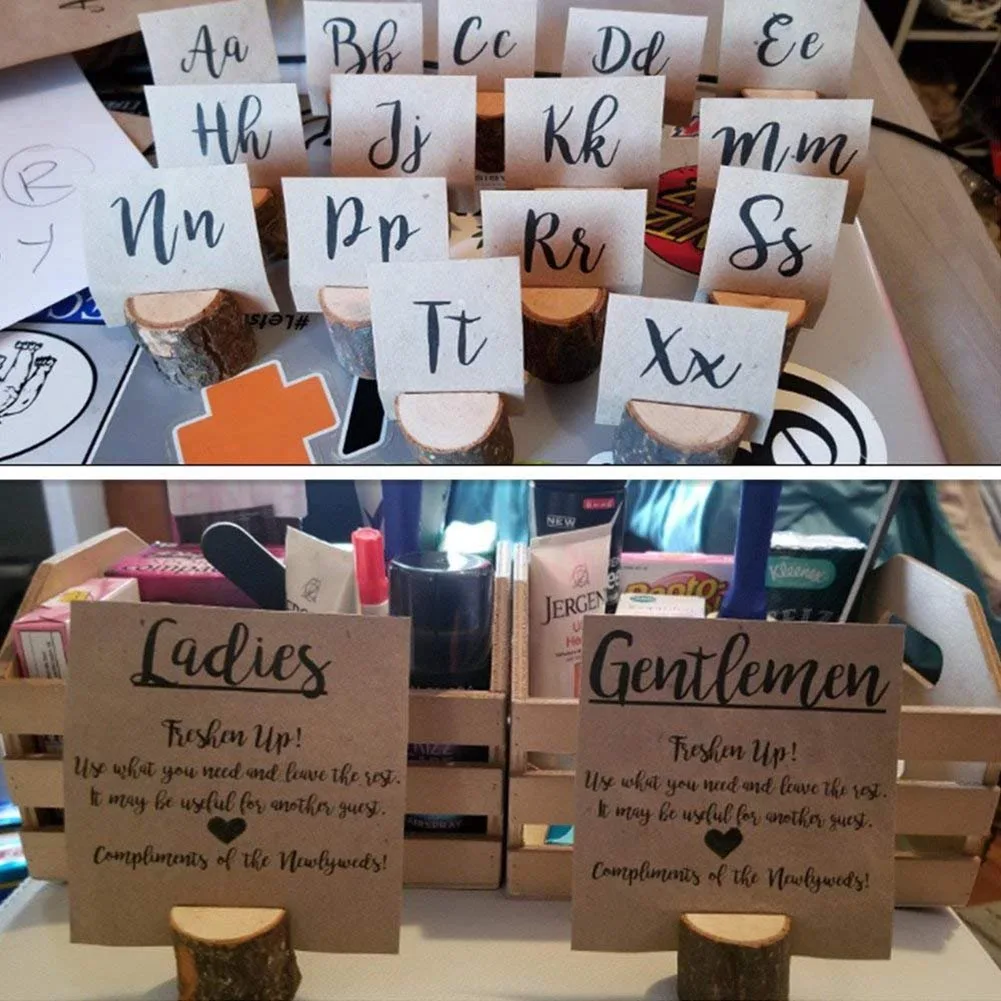 Aa
Bb
Cc
Dd
Ee
Hh
Jj
Kk
Mm
Nn
Pp
Rr
Ss
Tt
Xx
R
Y
#Lets
NEW
Kleenex
JERGEN
Ladies
Freshen Up!
Use what you need and leave the rest.
It may be useful for another guest.
Compliments of the Newlyweds!
Gentlemen
Freshen Up!
Use what you need and leave the rest.
It may be useful for another guest.
Compliments of the Newlyweds!